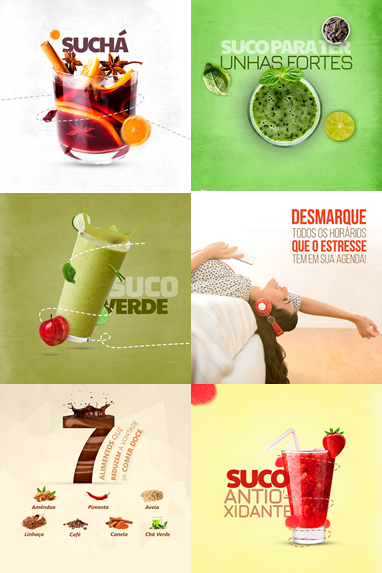 SUCHÁ
SUCO PARA TER
UNHAS FORTES
SUCO
VERDE
DESMARQUE
TODOS OS HORÁRIOS
QUE O ESTRESSE
TEM EM SUA AGENDA!
7
ALIMENTOS QUE
REDUZEM A VONTADE
DE COMER DOCE
Amêndoa
Pimenta
Aveia
Linhaça
Café
Canela
Chá Verde
SUCO
ANTIO-
XIDANTE